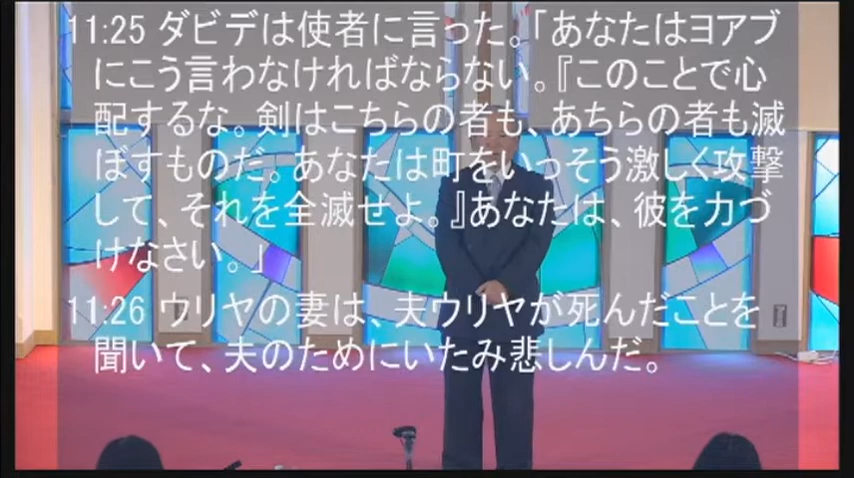 11:25 ダビデは使者に言った。「あなたはヨアブ
にこう言わなければならない。『このことで心
配するな。剣はこちらの者も、あちらの者も滅
ぼすものだ。あなたは町をいっそう激しく攻撃
して、それを全滅せよ。』あなたは、彼を力づ
けなさい。」
11:26 ウリヤの妻は、夫ウリヤが死んだことを
聞いて、夫のためにいたみ悲しんだ。